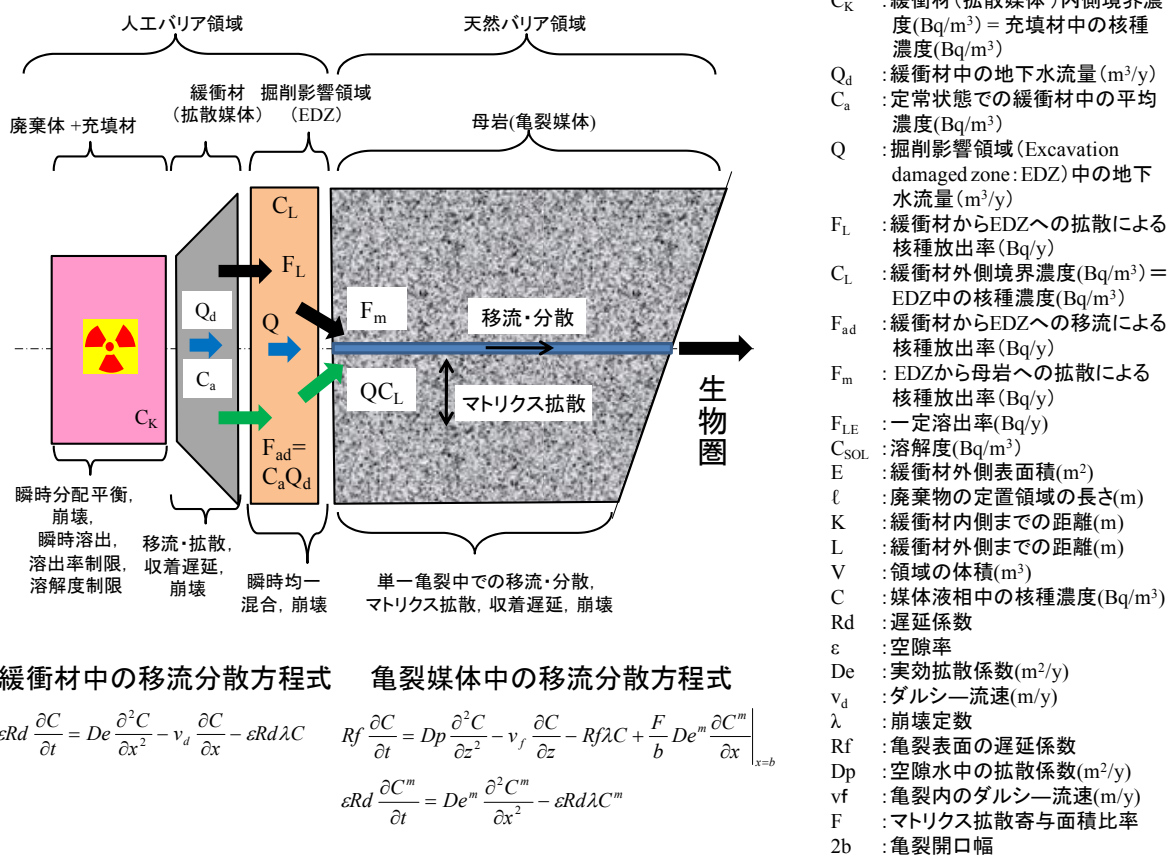 人工バリア領域
天然バリア領域
緩衝材
(拡散媒体)
掘削影響領域
(EDZ)
廃棄体 +充填材
母岩(亀裂媒体)
C_L
F_L
Q_d
Q
F_m
移流・分散
C_a
QC_L
マトリクス拡散
C_K
F_ad=
C_aQ_d
生物圏
瞬時分配平衡,
崩壊,
瞬時溶出,
溶出率制限,
溶解度制限
移流・拡散,
収着遅延,
崩壊
瞬時均一
混合, 崩壊
単一亀裂中での移流・分散,
マトリクス拡散, 収着遅延, 崩壊
緩衝材中の移流分散方程式
εRd ∂C/∂t = De ∂²C/∂x² − v_d ∂C/∂x − εRdλC
亀裂媒体中の移流分散方程式
Rf ∂C/∂t = Dp ∂²C/∂z² − v_f ∂C/∂z − RfλC + F/b De^m ∂C^m/∂x |_{x=b}
εRd ∂C^m/∂t = De^m ∂²C^m/∂x² − εRdλC^m
C_K :緩衝材(拡散媒体)内側境界濃
度(Bq/m³) = 充填材中の核種
濃度(Bq/m³)
Q_d :緩衝材中の地下水流量(m³/y)
C_a :定常状態での緩衝材中の平均
濃度(Bq/m³)
Q :掘削影響領域(Excavation
damaged zone:EDZ)中の地下
水流量(m³/y)
F_L :緩衝材からEDZへの拡散による
核種放出率(Bq/y)
C_L :緩衝材外側境界濃度(Bq/m³)=
EDZ中の核種濃度(Bq/m³)
F_ad :緩衝材からEDZへの移流による
核種放出率(Bq/y)
F_m :EDZから母岩への拡散による
核種放出率(Bq/y)
F_LE :一定溶出率(Bq/y)
C_SOL :溶解度(Bq/m³)
E :緩衝材外側表面積(m²)
ℓ :廃棄物の定置領域の長さ(m)
K :緩衝材内側までの距離(m)
L :緩衝材外側までの距離(m)
V :領域の体積(m³)
C :媒体液相中の核種濃度(Bq/m³)
Rd :遅延係数
ε :空隙率
De :実効拡散係数(m²/y)
v_d :ダルシー流速(m/y)
λ :崩壊定数
Rf :亀裂表面の遅延係数
Dp :空隙水中の拡散係数(m²/y)
vf :亀裂内のダルシー流速(m/y)
F :マトリクス拡散寄与面積比率
2b :亀裂開口幅